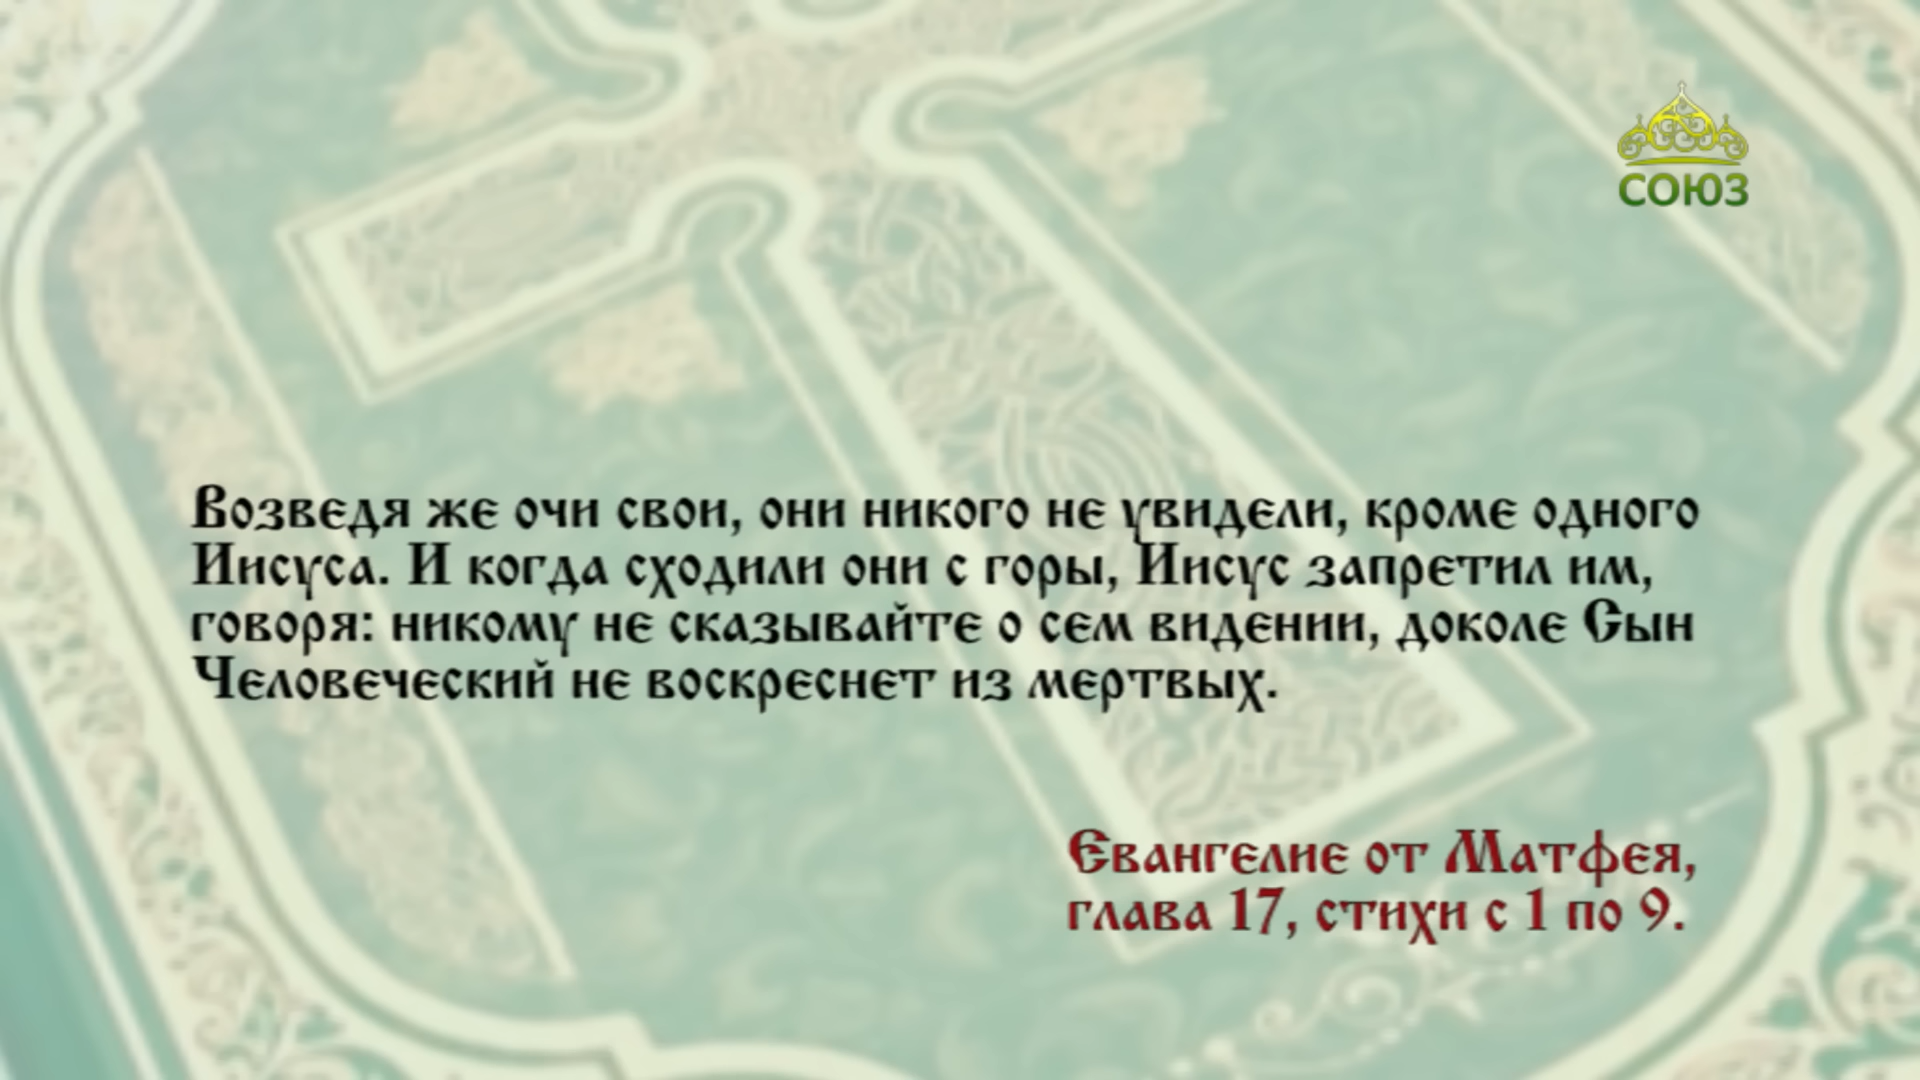 СОЮЗ
Возведя же очи свои, они никого не увидели, кроме одного
Иисуса. И когда сходили они с горы, Иисус запретил им,
говоря: никому не сказывайте о сем видении, доколе Сын
Человеческий не воскреснет из мертвых.
Евангелие от Матфея,
глава 17, стихи с 1 по 9.